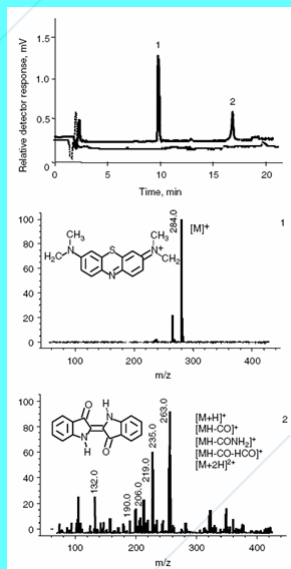 Relative detector response, mV
1.5
1.0
0.5
0.0
1
2
0
5
10
15
20
Time, min
100
80
60
40
20
0
284.0
[M]+
1
CH3
N
H2C
S
N
CH3
N+
CH2
100
200
300
400
m/z
100
80
60
40
20
0
O
H
N
N
H
O
132.0
190.0
206.0
219.0
235.0
263.0
[M+H]+
[MH-CO]+
[MH-CONH2]+
[MH-CO-HCO]+
[M+2H]2+
2
100
200
300
400
m/z